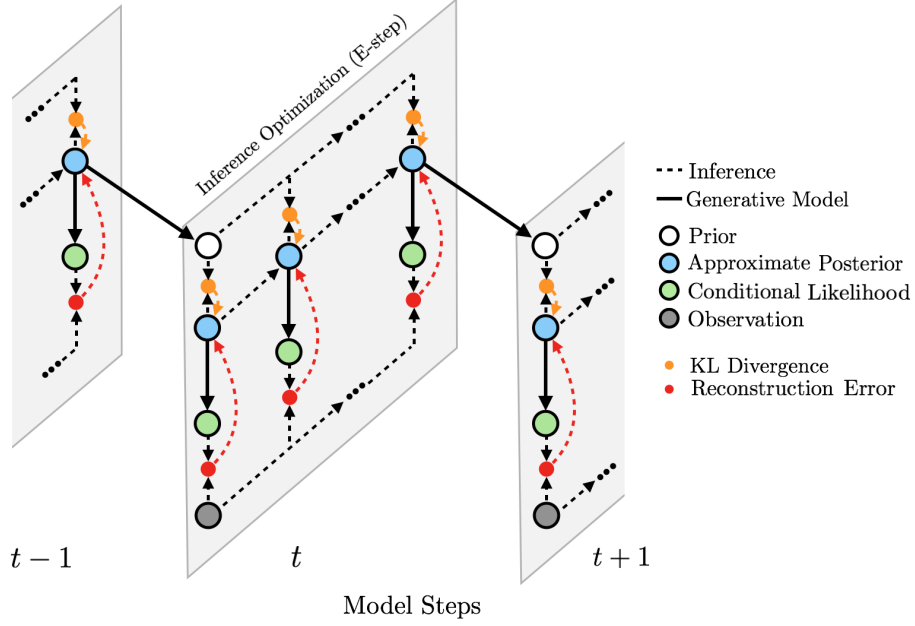 Inference Optimization (E-step)
Inference
Generative Model
Prior
Approximate Posterior
Conditional Likelihood
Observation
KL Divergence
Reconstruction Error
t − 1
t
t + 1
Model Steps